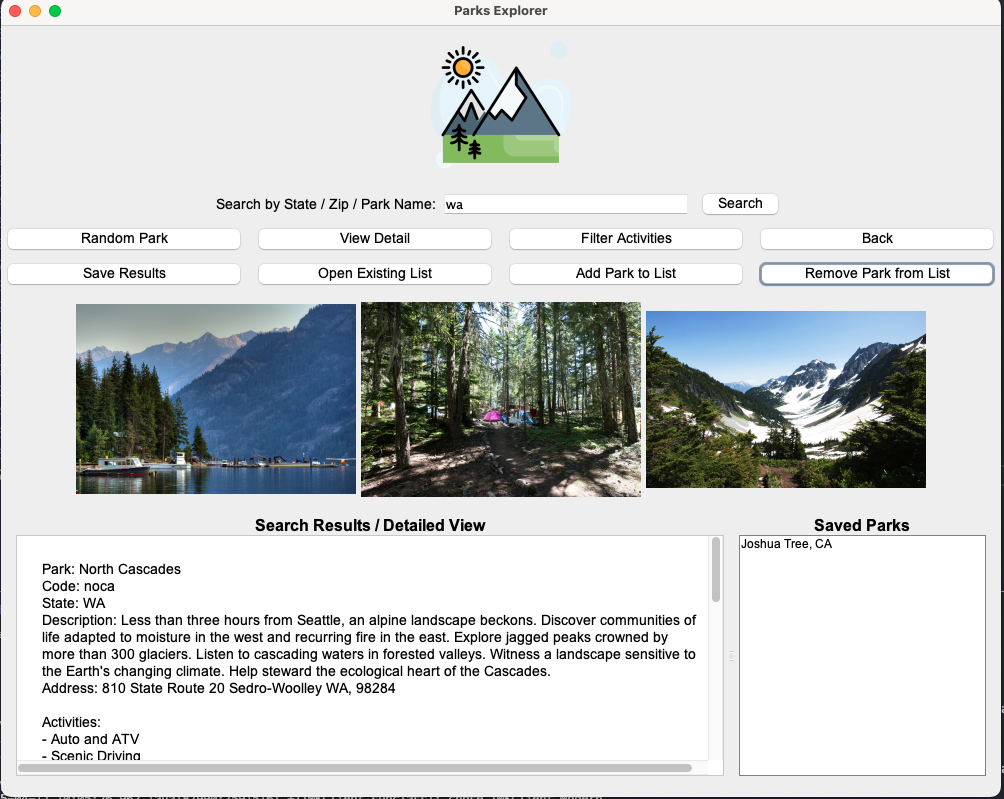 Parks Explorer
Search by State / Zip / Park Name: wa Search
Random Park View Detail Filter Activities Back
Save Results Open Existing List Add Park to List Remove Park from List
Search Results / Detailed View Saved Parks
Joshua Tree, CA
Park: North Cascades
Code: noca
State: WA
Description: Less than three hours from Seattle, an alpine landscape beckons. Discover communities of
life adapted to moisture in the west and recurring fire in the east. Explore jagged peaks crowned by
more than 300 glaciers. Listen to cascading waters in forested valleys. Witness a landscape sensitive to
the Earth's changing climate. Help steward the ecological heart of the Cascades.
Address: 810 State Route 20 Sedro-Woolley WA, 98284
Activities:
- Auto and ATV
- Scenic Driving